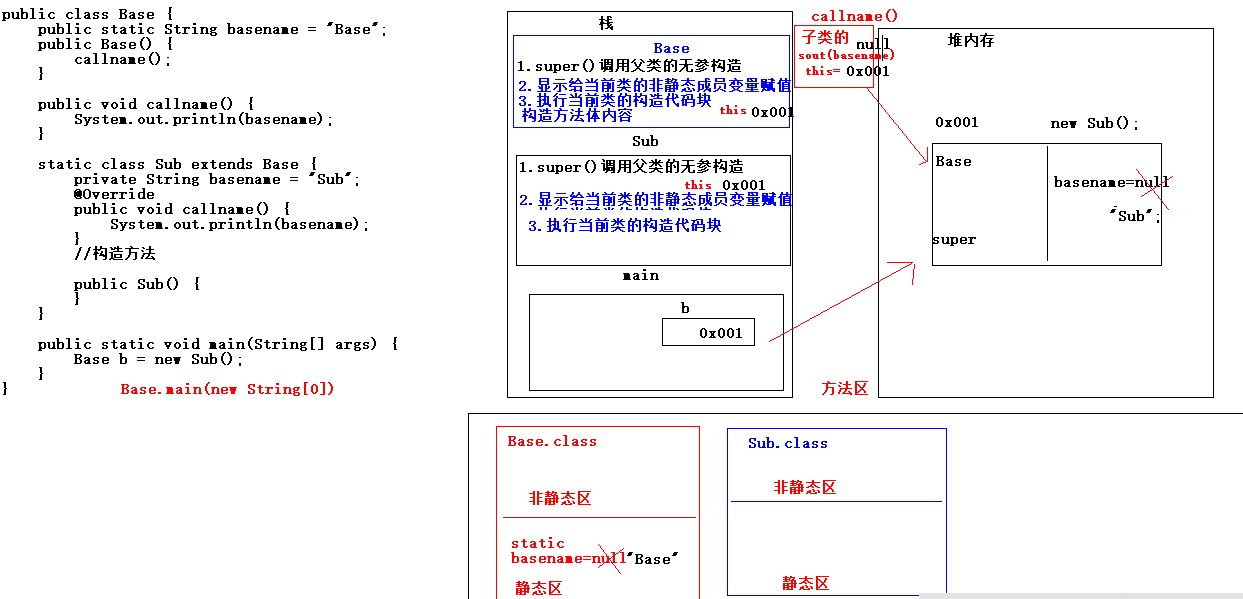 public class Base {
public static String basename = "Base";
public Base() {
callname();
}
public void callname() {
System.out.println(basename);
}
static class Sub extends Base {
private String basename = "Sub";
@Override
public void callname() {
System.out.println(basename);
}
//构造方法
public Sub() {
}
}
public static void main(String[] args) {
Base b = new Sub();
}
}
Base.main(new String[0])
栈
Base
1.super()调用父类的无参构造
2.显示给当前类的非静态成员变量赋值
3.执行当前类的构造代码块
构造方法体内容
this 0x001
Sub
1.super()调用父类的无参构造
this 0x001
2.显示给当前类的非静态成员变量赋值
3.执行当前类的构造代码块
main
b
0x001
callname()
子类的
null
sout(basename)
this= 0x001
堆内存
0x001
new Sub();
Base
basename=null
"Sub";
super
方法区
Base.class
非静态区
static
basename=null"Base"
静态区
Sub.class
非静态区
静态区